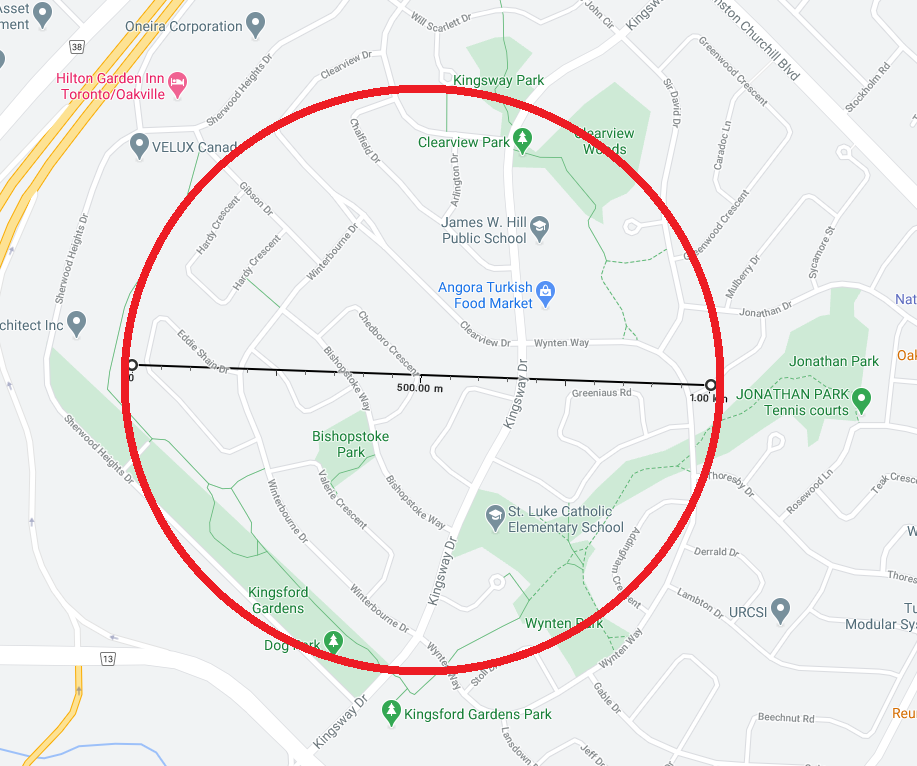 Asset
ment
Oneira Corporation
Will Scarlett Dr
John Cir
Kingsw
nston Churchill Blvd
38
Hilton Garden Inn
Toronto/Oakville
Sherwood Heights Dr
Clearview Dr
Kingsway Park
Greenwood Crescent
Stockholm Rd
Sir David Dr
VELUX Canad
Chalfield Dr
Clearview Park
Clearview
Woods
Caradoc Ln
Arlington Dr
Gibson Dr
Hardy Crescent
James W. Hill
Public School
Greenwood Crescent
Sycamore St
Sherwood Heights Dr
Hardy Crescent
Winterbourne Dr
Mulberry Dr
Angora Turkish
Food Market
Nat
Jonathan Dr
chitect Inc
Chedboro Crescent
Clearview Dr
Wynten Way
Eddie Shain Dr
Bishopstoke Way
Kingsway Dr
Jonathan Park
Oak
0
500.00 m
1.00 km
Greeniaus Rd
JONATHAN PARK
Tennis courts
Sherwood Heights Dr
Bishopstoke
Park
Valerie Crescent
Bishopstoke Way
Winterbourne Dr
Thoresby Dr
Rosewood Ln
Teak Cresc
St. Luke Catholic
Elementary School
W
Kingsway Dr
Addingham Crescent
Derrald Dr
Thores
Kingsford
Gardens
Winterbourne Dr
Lambton Dr
URCSI
Tu
Modular Sys
Wynten Park
Dog Park
Wynten Way
Wynten Way
13
Stoll Dr
Gable Dr
Kingsway Dr
Kingsford Gardens Park
Beechnut Rd
Reu
Lansdown
Jeff Dr